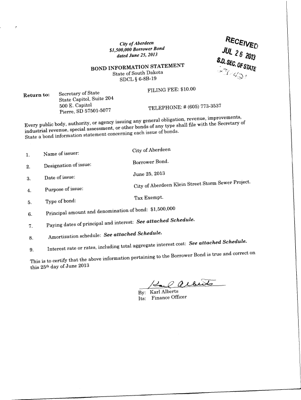 City of Aberdeen
$1,500,000 Borrower Bond
dated June 25, 2013
RECEIVED
JUL 26 2013
S.D. SEC. OF STATE
BOND INFORMATION STATEMENT
State of South Dakota
SDCL § 6-8B-19
Return to: Secretary of State
State Capitol, Suite 204
500 E. Capitol
Pierre, SD 57501-5077
FILING FEE: $10.00
TELEPHONE: # (605) 773-3537
Every public body, authority, or agency issuing any general obligation, revenue, improvements,
industrial revenue, special assessment, or other bonds of any type shall file with the Secretary of
State a bond information statement concerning each issue of bonds.
1. Name of issuer: City of Aberdeen
2. Designation of issue: Borrower Bond.
3. Date of issue: June 25, 2013
4. Purpose of issue: City of Aberdeen Kline Street Storm Sewer Project.
5. Type of bond: Tax Exempt.
6. Principal amount and denomination of bond: $1,500,000
7. Paying dates of principal and interest: See attached Schedule.
8. Amortization schedule: See attached Schedule.
9. Interest rate or rates, including total aggregate interest cost: See attached Schedule.
This is to certify that the above information pertaining to the Borrower Bond is true and correct on
this 25th day of June 2013
Karl Alberts
By: Karl Alberts
Its: Finance Officer